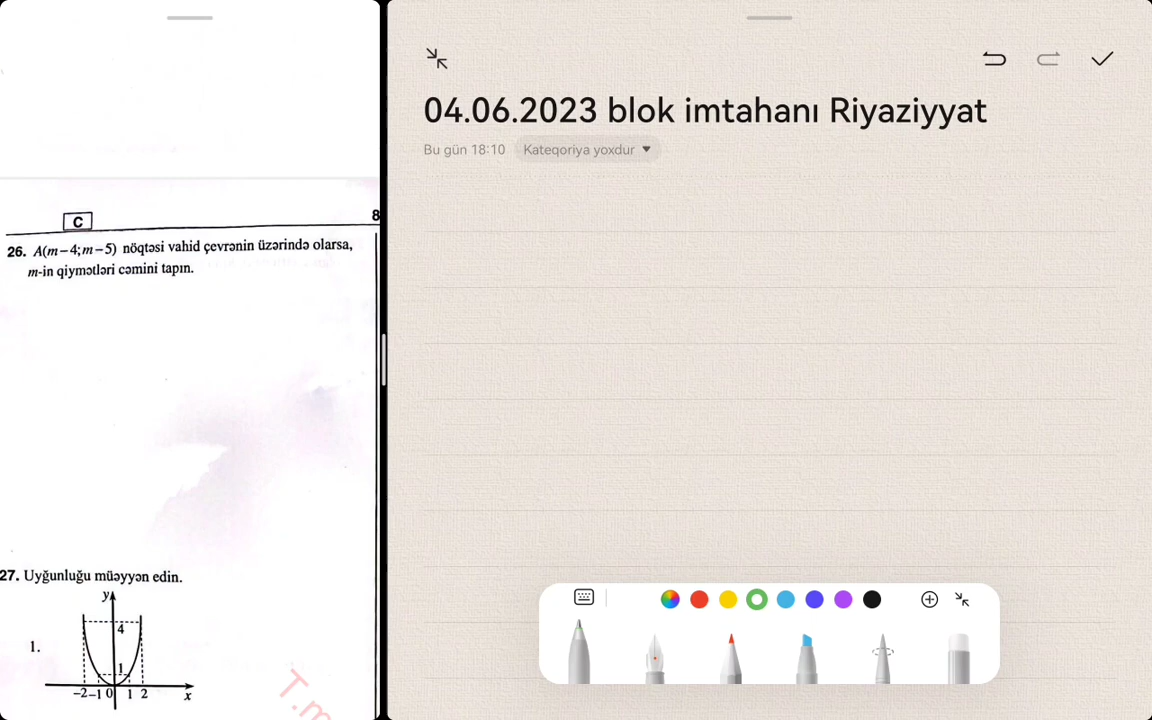 C
8
26. A(m−4; m−5) nöqtəsi vahid çevrənin üzərində olarsa,
m-in qiymətləri cəmini tapın.
27. Uyğunluğu müəyyən edin.
1.
y
4
1
−2 −1 0 1 2 x
T.m
04.06.2023 blok imtahanı Riyaziyyat
Bu gün 18:10 Kateqoriya yoxdur